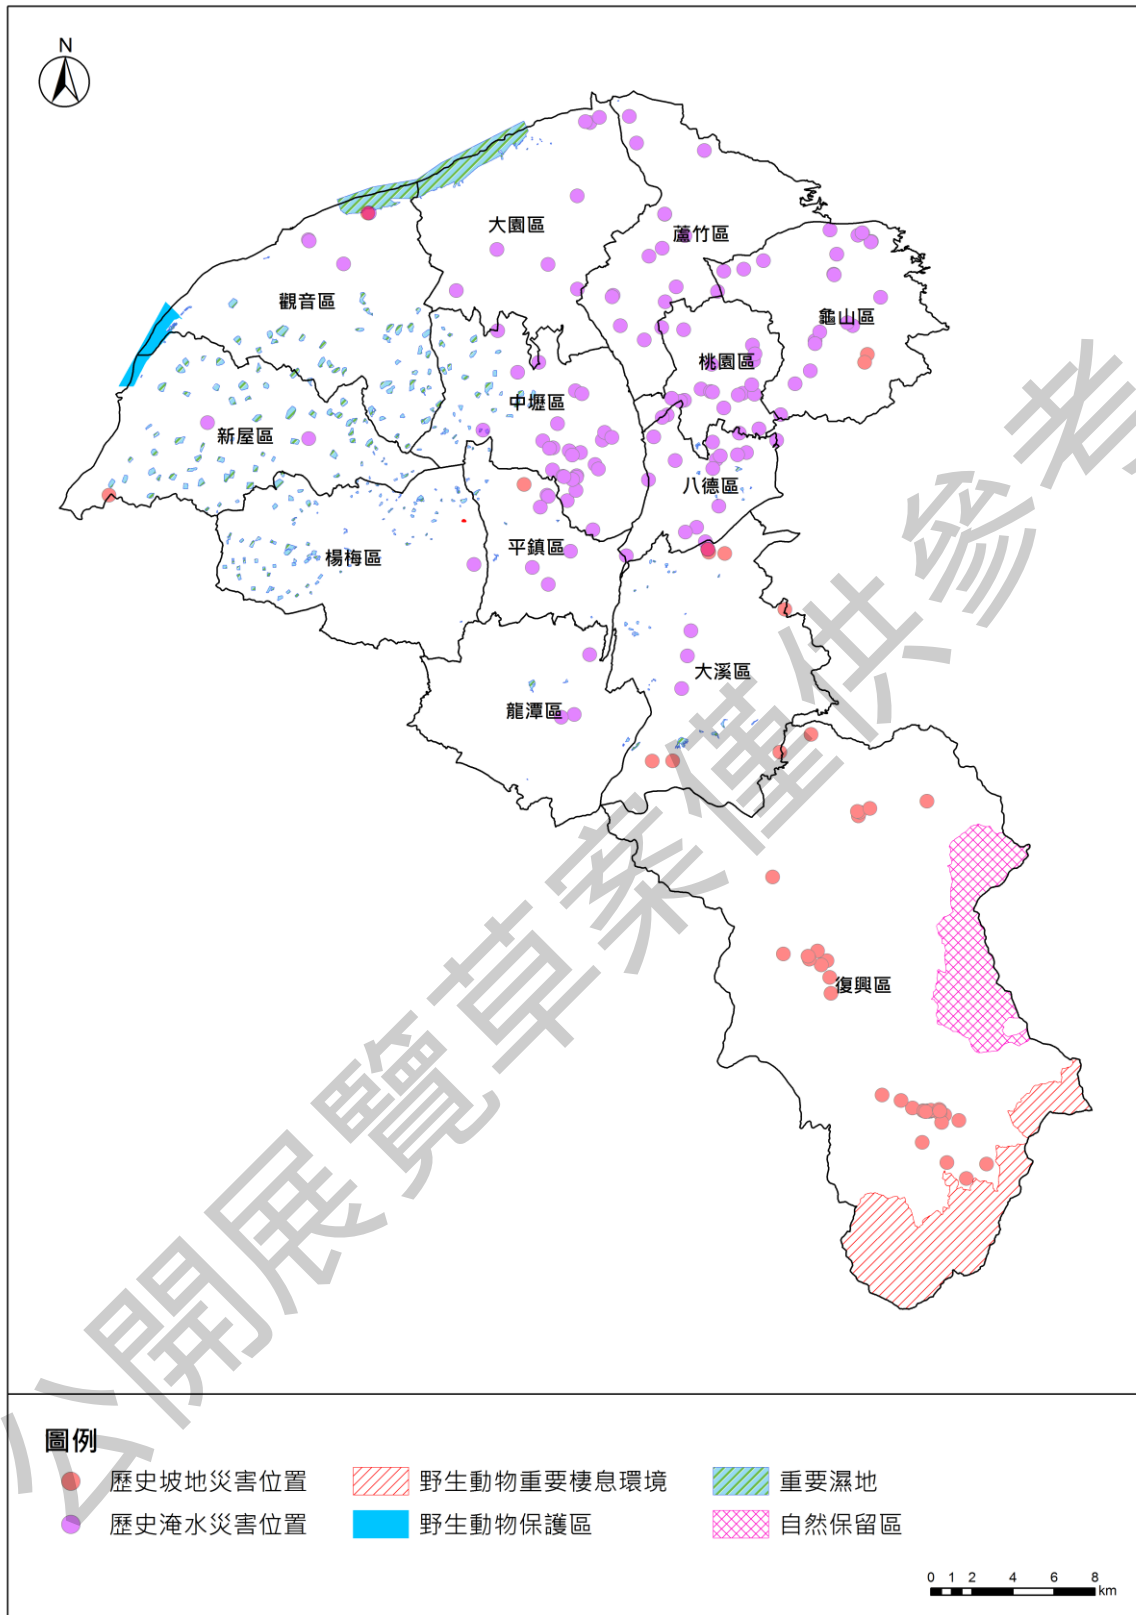 N
大園區
蘆竹區
觀音區
龜山區
桃園區
中壢區
新屋區
八德區
楊梅區
平鎮區
大溪區
龍潭區
復興區
公開展覽草案僅供參考
圖例
歷史坡地災害位置
野生動物重要棲息環境
重要濕地
歷史淹水災害位置
野生動物保護區
自然保留區
0 1 2 4 6 8
km